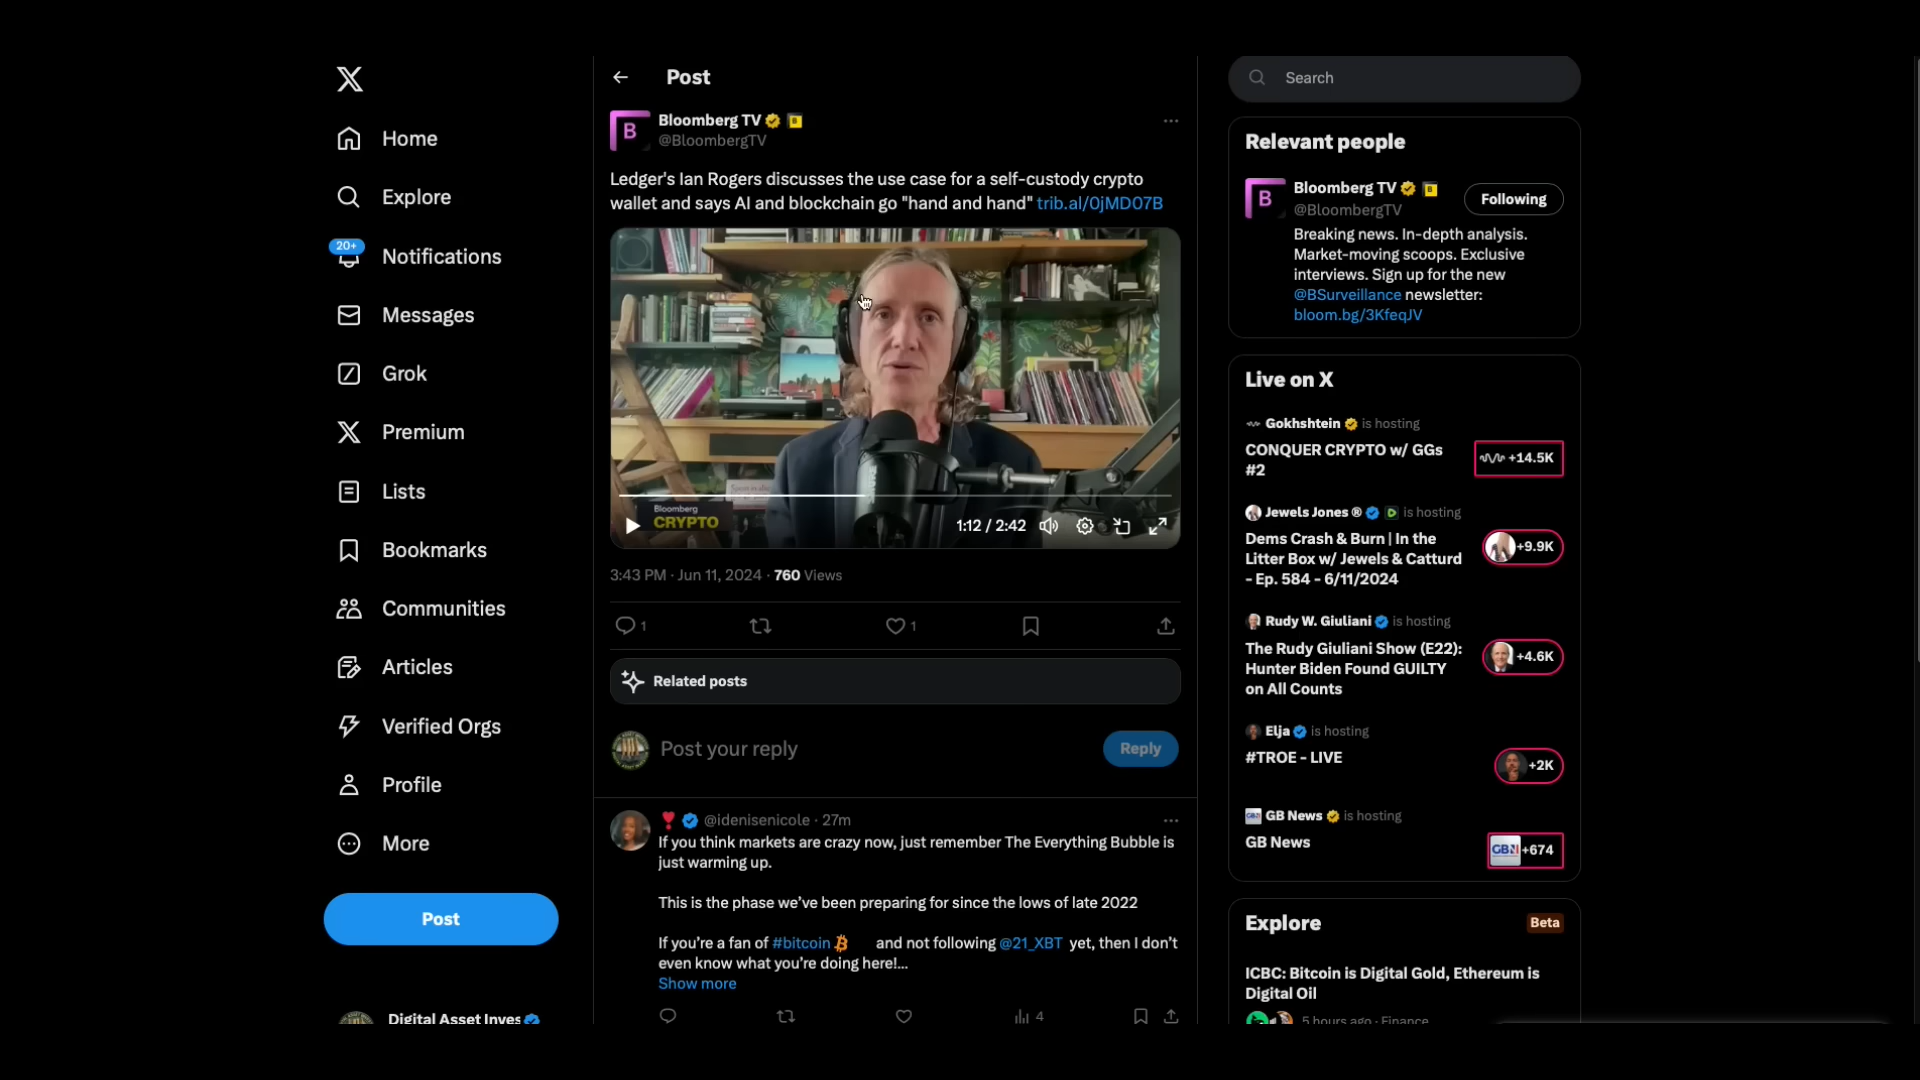 Home
Explore
20+
Notifications
Messages
Grok
Premium
Lists
Bookmarks
Communities
Articles
Verified Orgs
Profile
More
Post
Digital Asset Inves
Post
B
Bloomberg TV
@BloombergTV
Ledger's Ian Rogers discusses the use case for a self-custody crypto
wallet and says AI and blockchain go "hand and hand" trib.al/0jMD07B
Bloomberg
CRYPTO
1:12 / 2:42
3:43 PM · Jun 11, 2024 · 760 Views
1
1
Related posts
Post your reply
Reply
@idenisenicole · 27m
If you think markets are crazy now, just remember The Everything Bubble is
just warming up.
This is the phase we've been preparing for since the lows of late 2022
If you're a fan of #bitcoin and not following @21_XBT yet, then I don't
even know what you're doing here!...
Show more
4
Search
Relevant people
B
Bloomberg TV
@BloombergTV
Following
Breaking news. In-depth analysis.
Market-moving scoops. Exclusive
interviews. Sign up for the new
@BSurveillance newsletter:
bloom.bg/3KfeqJV
Live on X
Gokhshtein is hosting
CONQUER CRYPTO w/ GGs
#2
+14.5K
Jewels Jones ® is hosting
Dems Crash & Burn | In the
Litter Box w/ Jewels & Catturd
- Ep. 584 - 6/11/2024
+9.9K
Rudy W. Giuliani is hosting
The Rudy Giuliani Show (E22):
Hunter Biden Found GUILTY
on All Counts
+4.6K
Elja is hosting
#TROE - LIVE
+2K
GB News is hosting
GB News
GBN +674
Explore
Beta
ICBC: Bitcoin is Digital Gold, Ethereum is
Digital Oil
5 hours ago · Finance